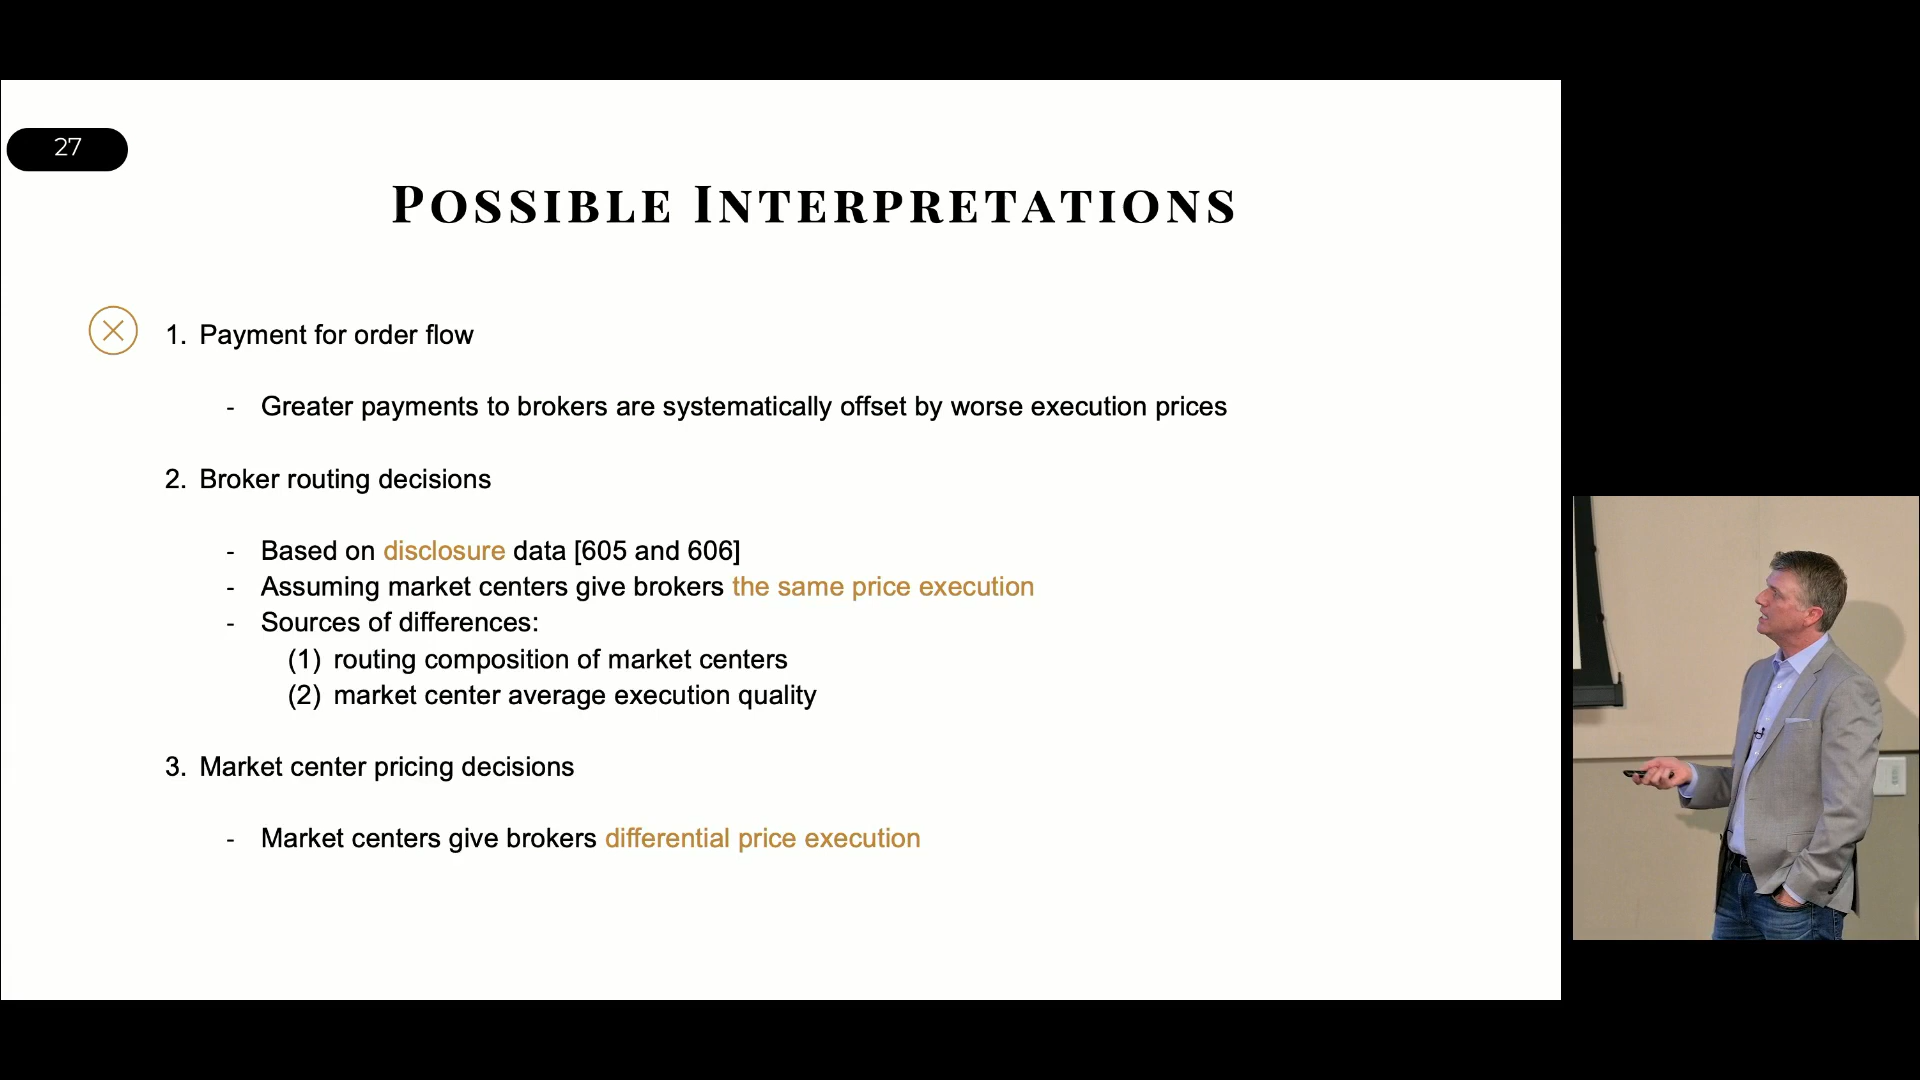 27
Possible Interpretations
1. Payment for order flow
- Greater payments to brokers are systematically offset by worse execution prices
2. Broker routing decisions
- Based on disclosure data [605 and 606]
- Assuming market centers give brokers the same price execution
- Sources of differences:
(1) routing composition of market centers
(2) market center average execution quality
3. Market center pricing decisions
- Market centers give brokers differential price execution